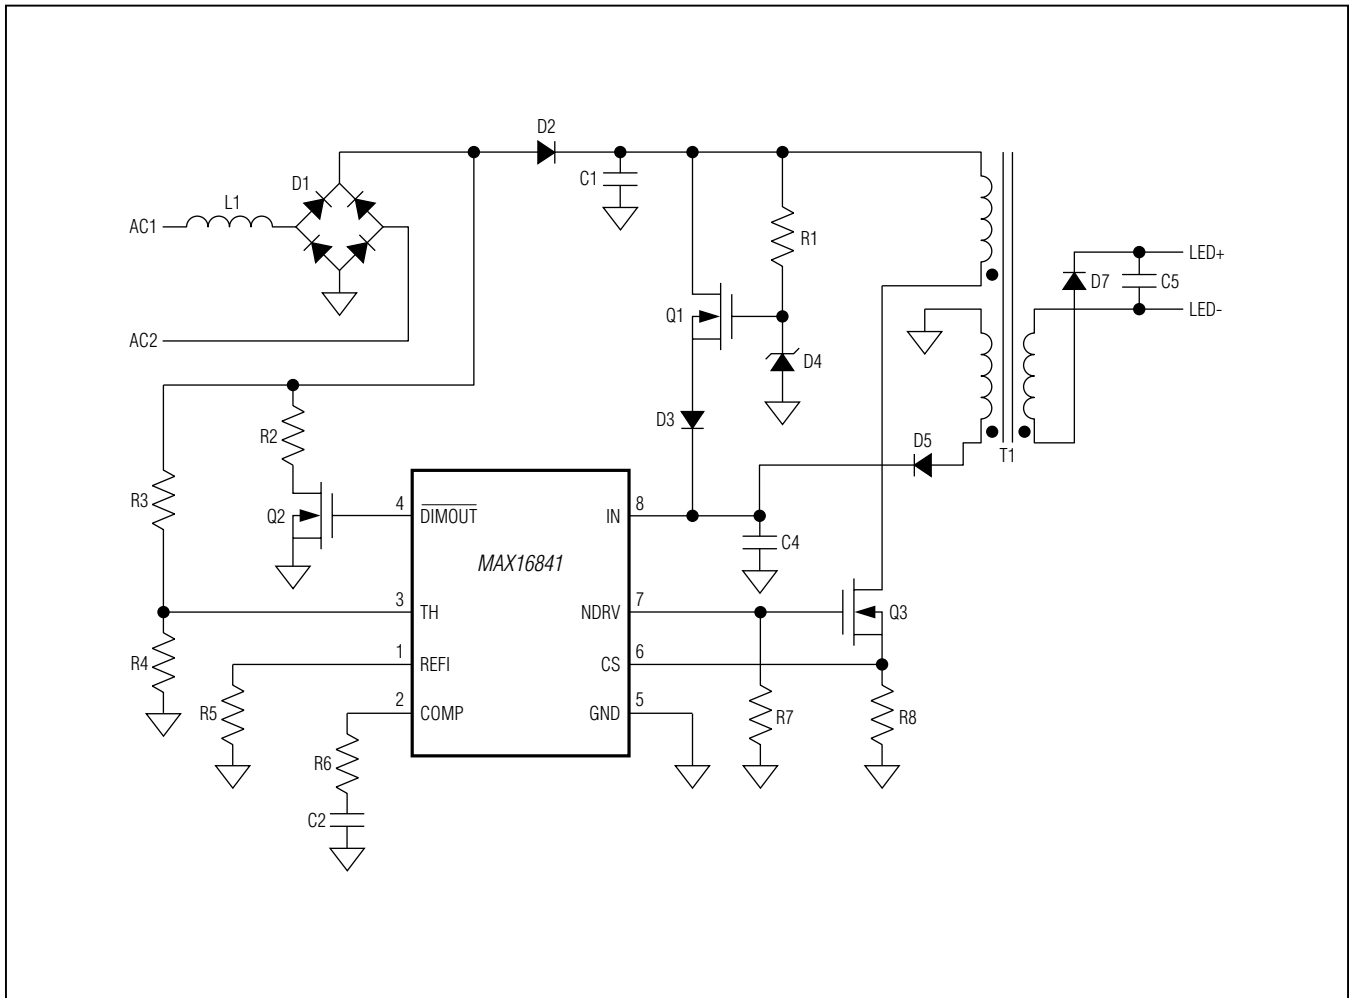 D2
D1
C1
L1
AC1
R1
LED+
D7
C5
Q1
LED-
AC2
D4
D3
R2
D5
T1
R3
4
DIMOUT
IN
8
Q2
C4
MAX16841
3
TH
NDRV
7
Q3
R4
1
REFI
CS
6
R5
2
COMP
GND
5
R7
R8
R6
C2